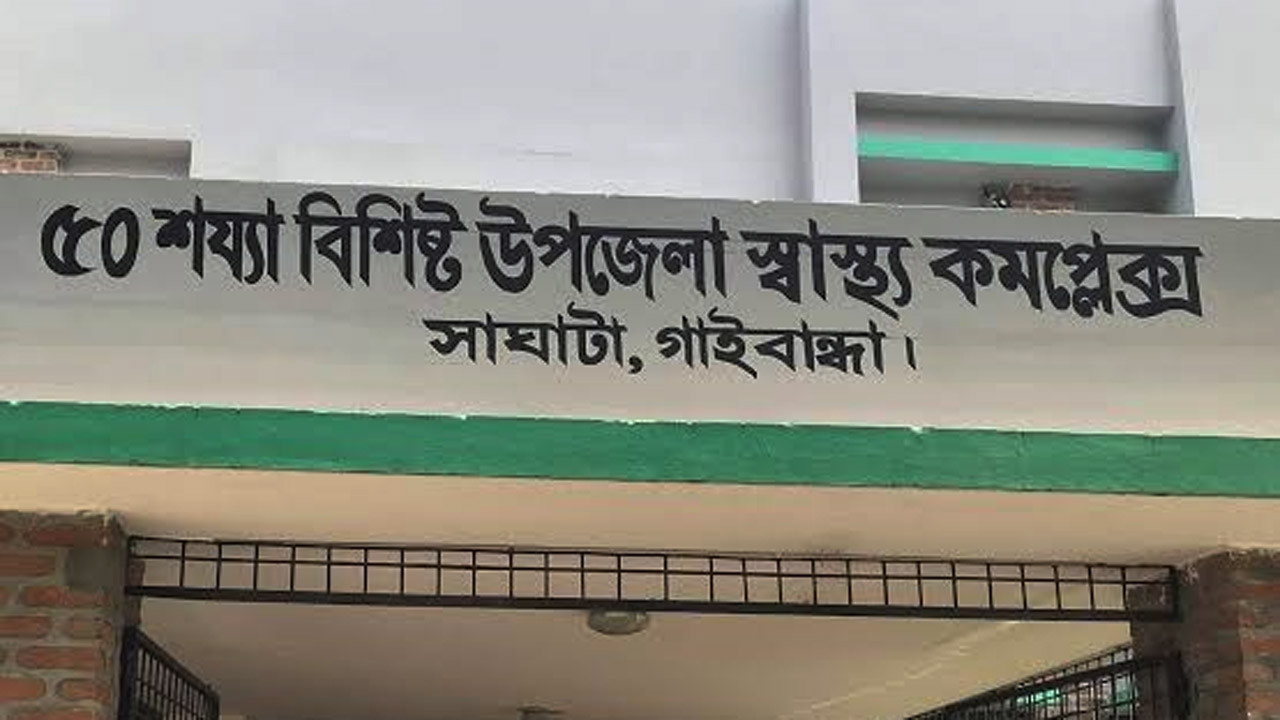 ৫০ শয্যা বিশিষ্ট উপজেলা স্বাস্থ্য কমপ্লেক্স
সাঘাটা, গাইবান্ধা।